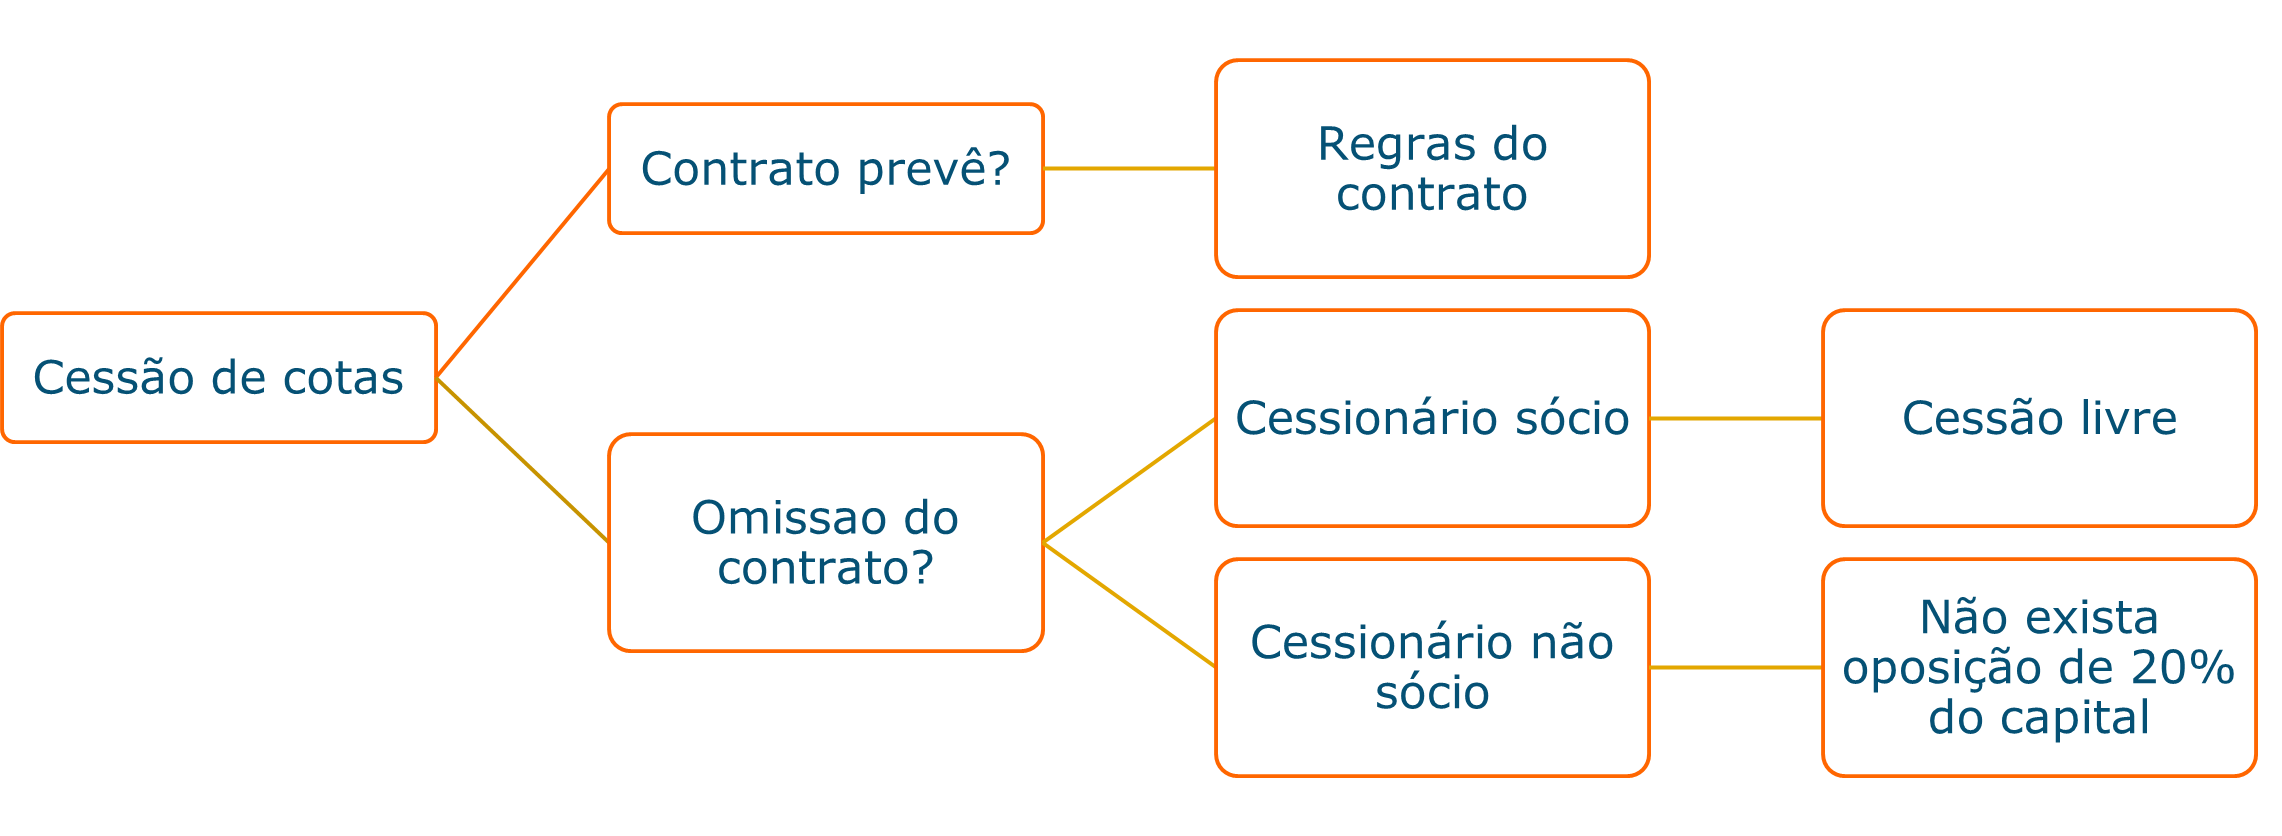 Cessão de cotas
Contrato prevê?
Regras do
contrato
Omissao do
contrato?
Cessionário sócio
Cessão livre
Cessionário não
sócio
Não exista
oposição de 20%
do capital